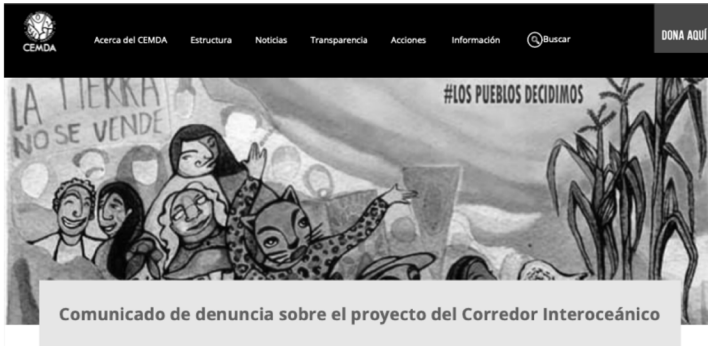 CEMDA
Acerca del CEMDA
Estructura
Noticias
Transparencia
Acciones
Información
Buscar
DONA AQUÍ
LA TIERRA
NO SE VENDE
#LOS PUEBLOS DECIDIMOS
Comunicado de denuncia sobre el proyecto del Corredor Interoceánico